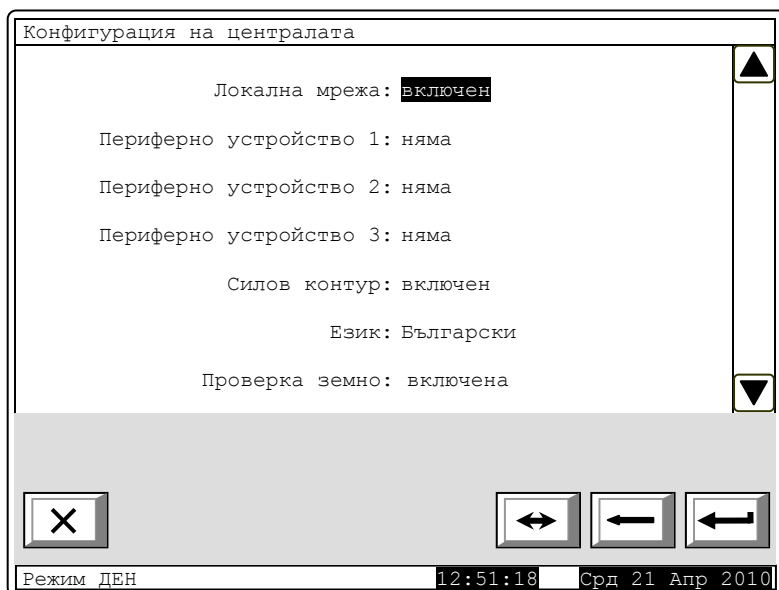 Конфигурация на централата
Локална мрежа: включен
Периферно устройство 1: няма
Периферно устройство 2: няма
Периферно устройство 3: няма
Силов контур: включен
Език: Български
Проверка земно: включена
Режим ДЕН 12:51:18 Срд 21 Апр 2010